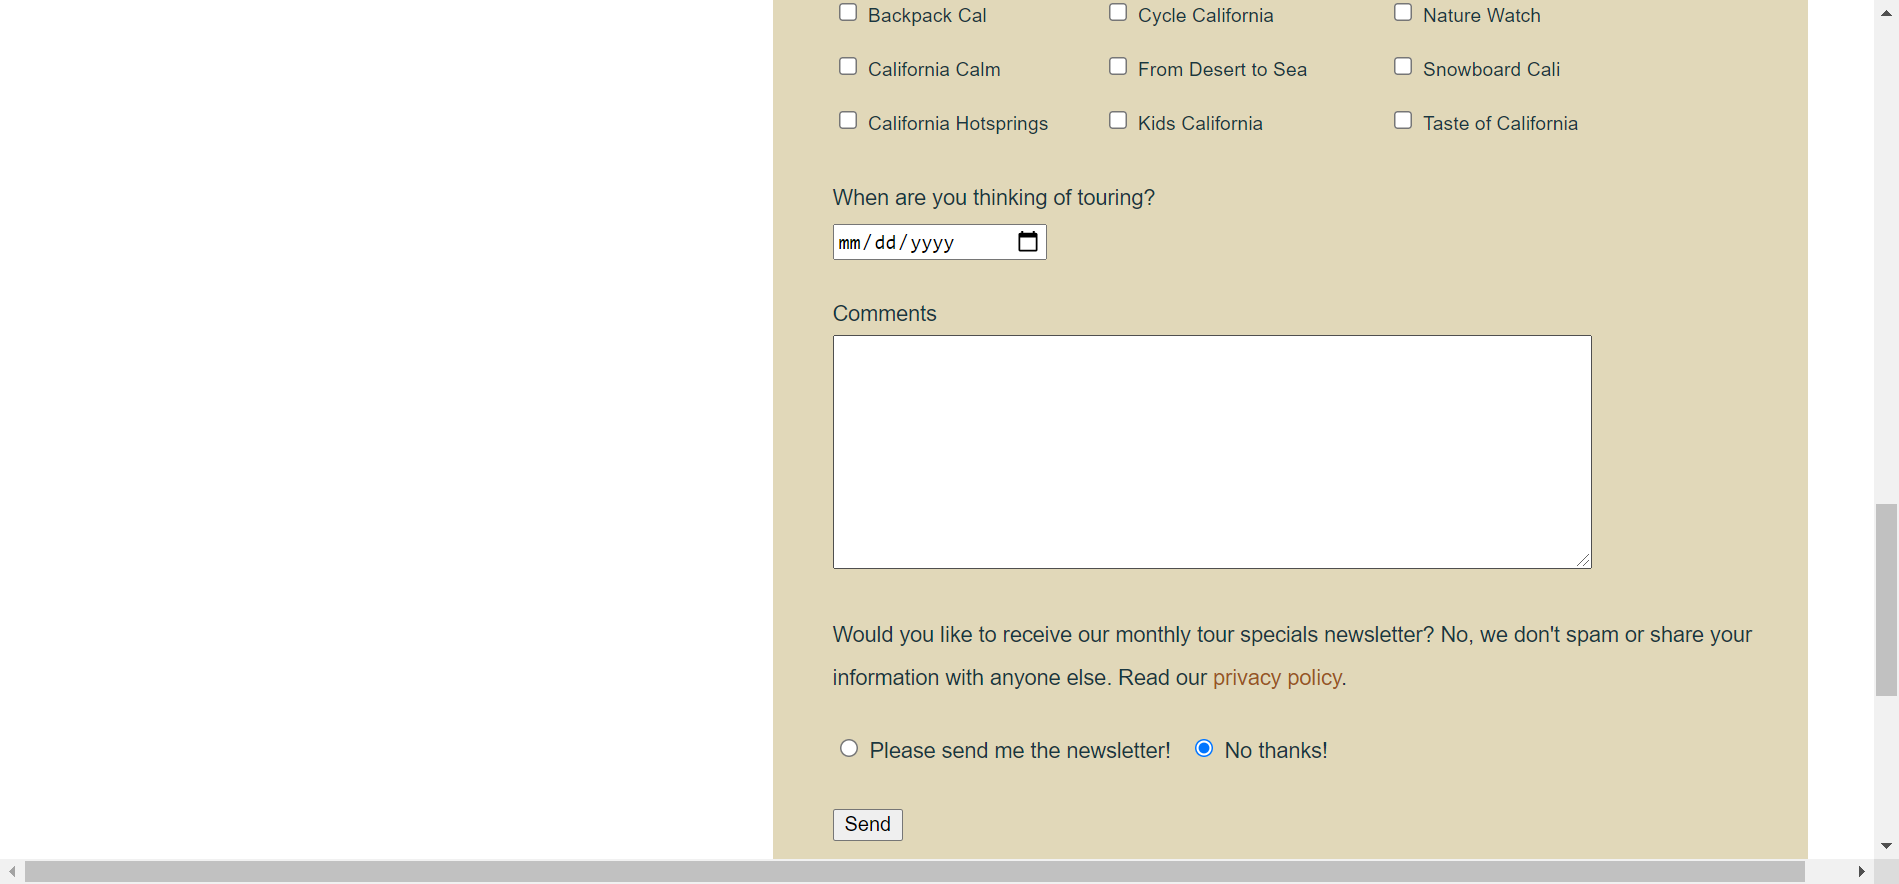 Backpack Cal Cycle California Nature Watch
California Calm From Desert to Sea Snowboard Cali
California Hotsprings Kids California Taste of California
When are you thinking of touring?
mm/dd/yyyy
Comments
Would you like to receive our monthly tour specials newsletter? No, we don't spam or share your
information with anyone else. Read our privacy policy.
Please send me the newsletter! No thanks!
Send